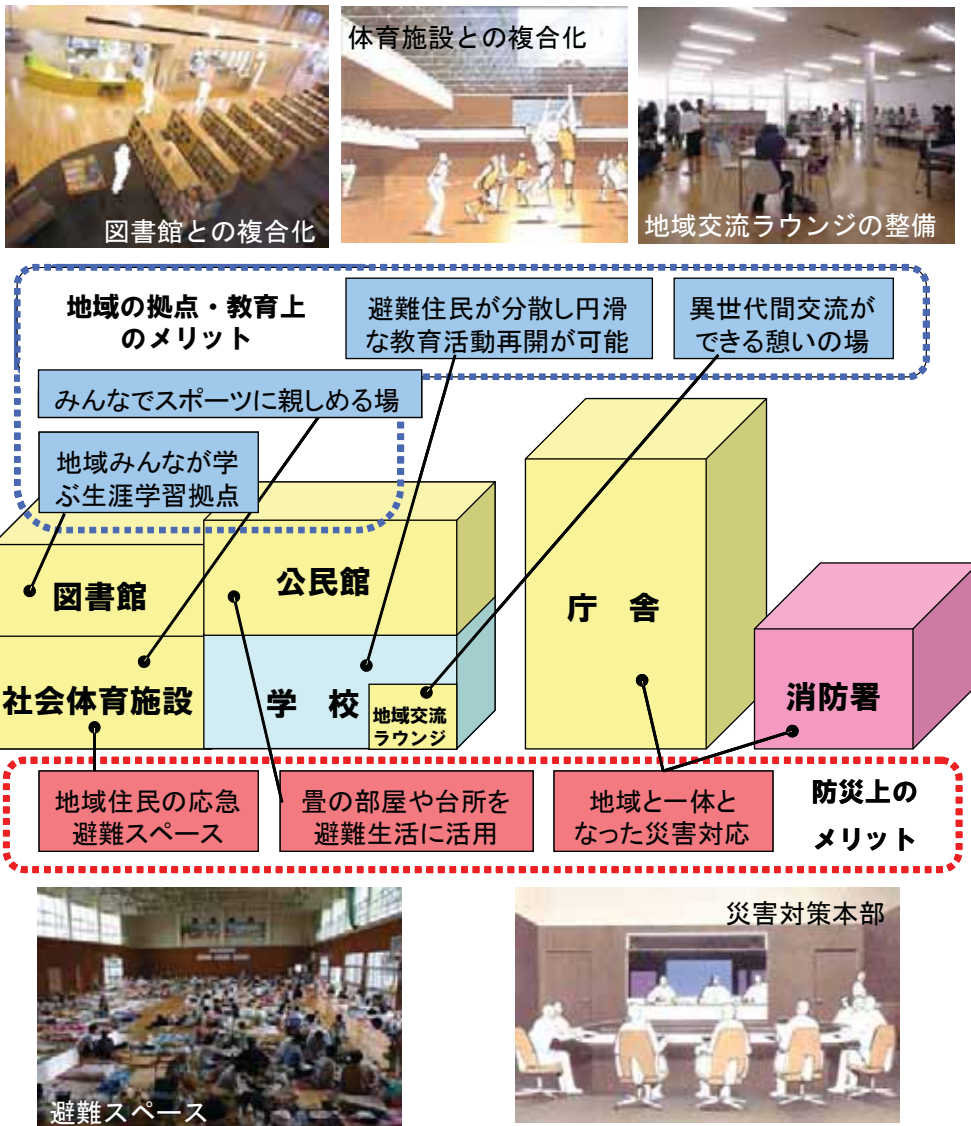 図書館との複合化
体育施設との複合化
地域交流ラウンジの整備
地域の拠点・教育上
のメリット
避難住民が分散し円滑
な教育活動再開が可能
異世代間交流が
できる憩いの場
みんなでスポーツに親しめる場
地域みんなが学
ぶ生涯学習拠点
図書館
公民館
庁　舎
社会体育施設
学　校
地域交流
ラウンジ
消防署
地域住民の応急
避難スペース
畳の部屋や台所を
避難生活に活用
地域と一体と
なった災害対応
防災上の
メリット
避難スペース
災害対策本部